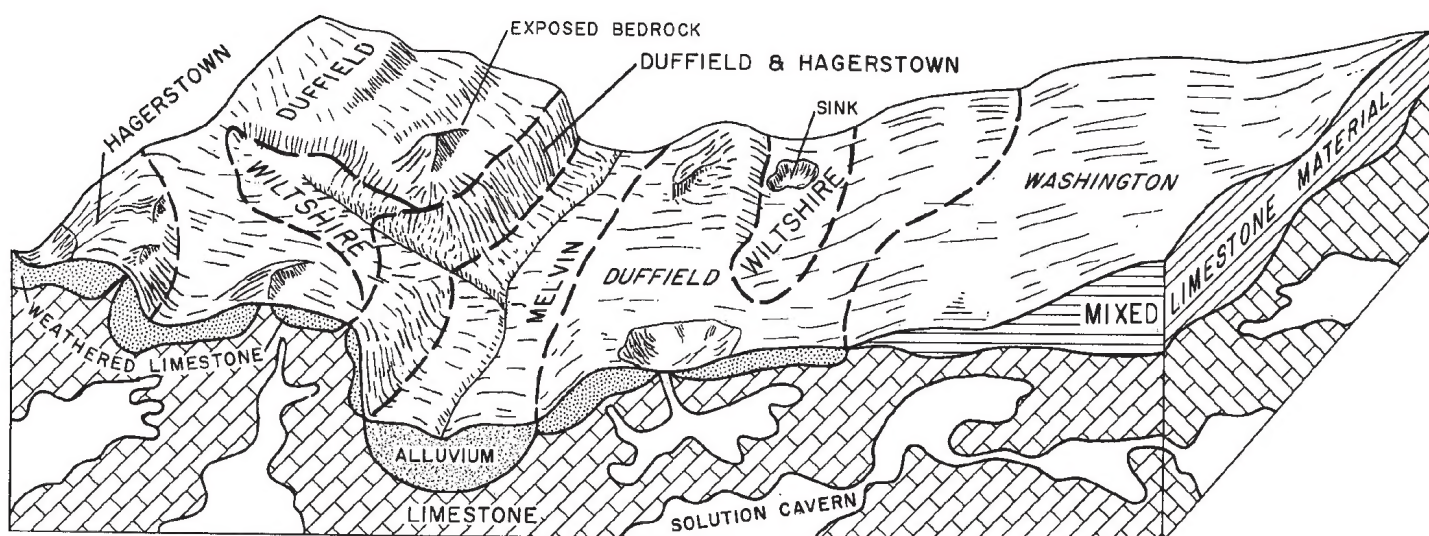 EXPOSED BEDROCK
DUFFIELD
DUFFIELD & HAGERSTOWN
HAGERSTOWN
SINK
WILTSHIRE
WILTSHIRE
WASHINGTON
MELVIN
DUFFIELD
MIXED LIMESTONE MATERIAL
WEATHERED LIMESTONE
ALLUVIUM
LIMESTONE
SOLUTION CAVERN